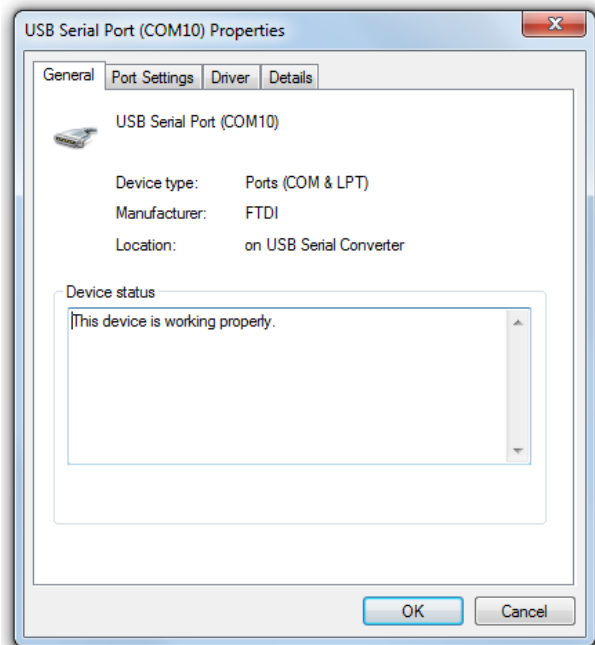 USB Serial Port (COM10) Properties
General Port Settings Driver Details
USB Serial Port (COM10)
Device type: Ports (COM & LPT)
Manufacturer: FTDI
Location: on USB Serial Converter
Device status
This device is working properly.
OK Cancel